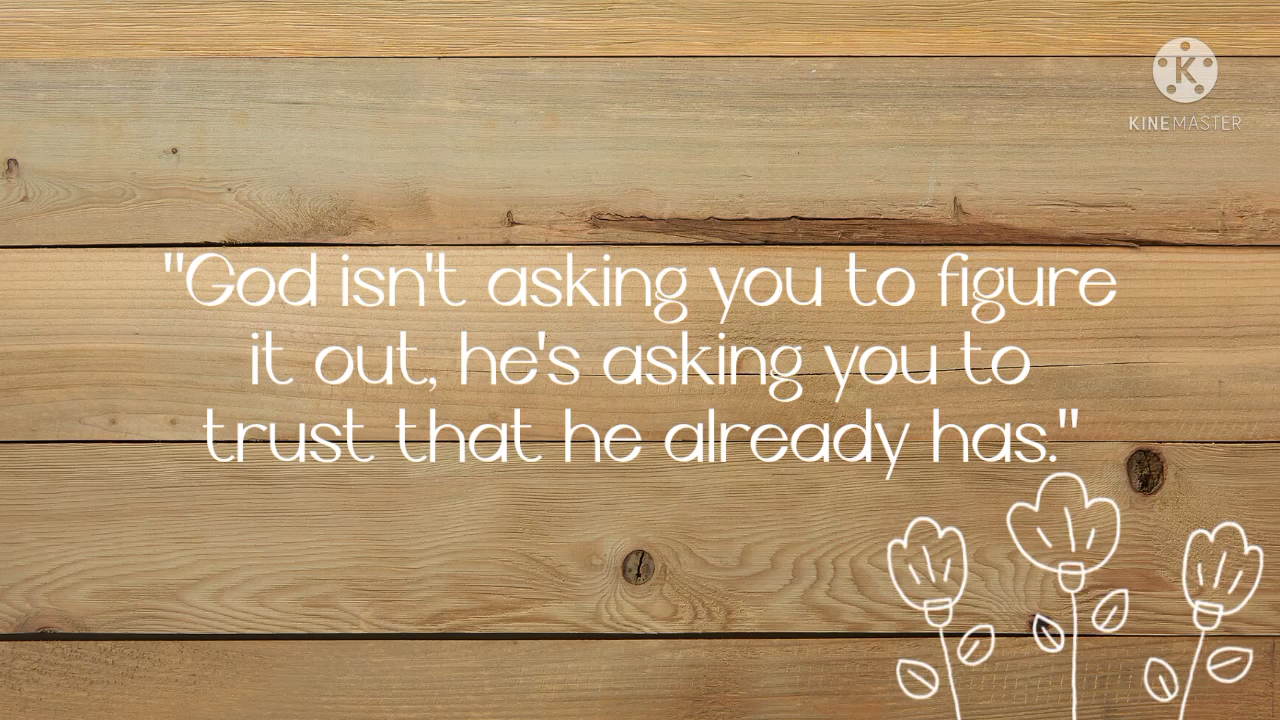 K
KINEMASTER
"God isn't asking you to figure
it out, he's asking you to
trust that he already has."